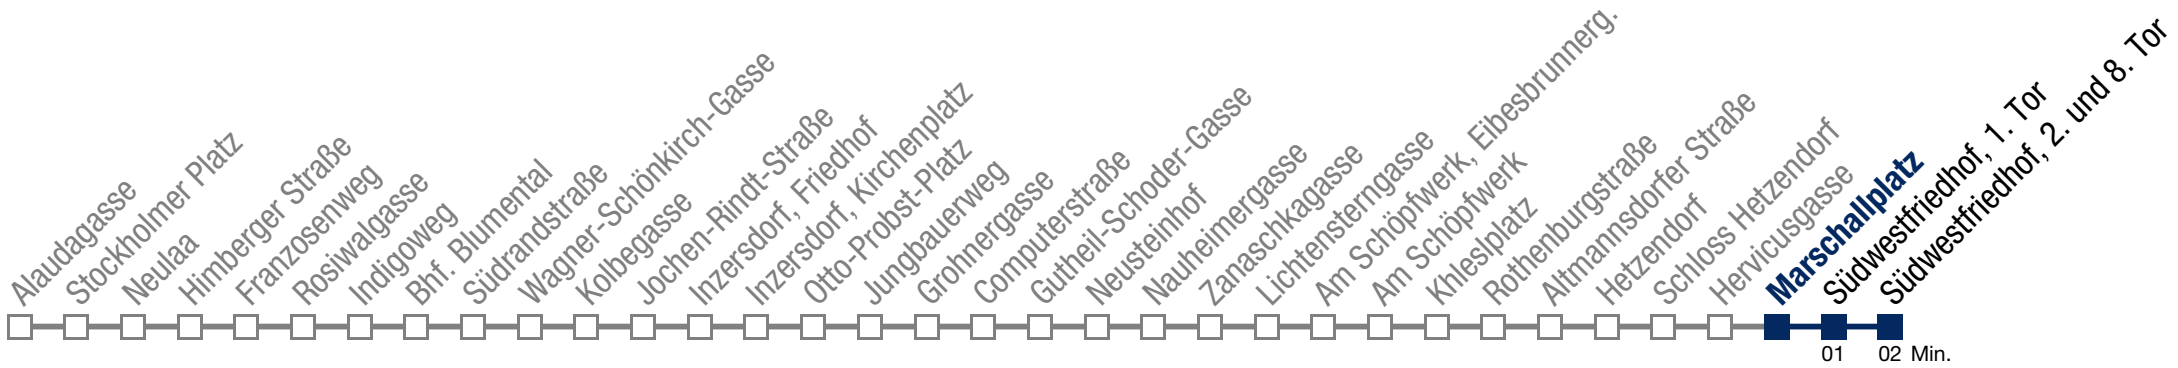 Alaudagasse
Stockholmer Platz
Neulaa
Himberger Straße
Franzosenweg
Rosiwalgasse
Indigoweg
Bhf. Blumental
Südrandstraße
Wagner-Schönkirch-Gasse
Kolbegasse
Jochen-Rindt-Straße
Inzersdorf, Friedhof
Inzersdorf, Kirchenplatz
Otto-Probst-Platz
Jungbauerweg
Grohnergasse
Computerstraße
Gutheil-Schoder-Gasse
Neusteinhof
Nauheimergasse
Zanaschkagasse
Lichtensterngasse
Am Schöpfwerk, Eibesbrunnerg.
Am Schöpfwerk
Khleslplatz
Rothenburgstraße
Altmannsdorfer Straße
Hetzendorf
Schloss Hetzendorf
Hervicusgasse
Marschallplatz
Südwestfriedhof, 1. Tor
Südwestfriedhof, 2. und 8. Tor
01 02 Min.